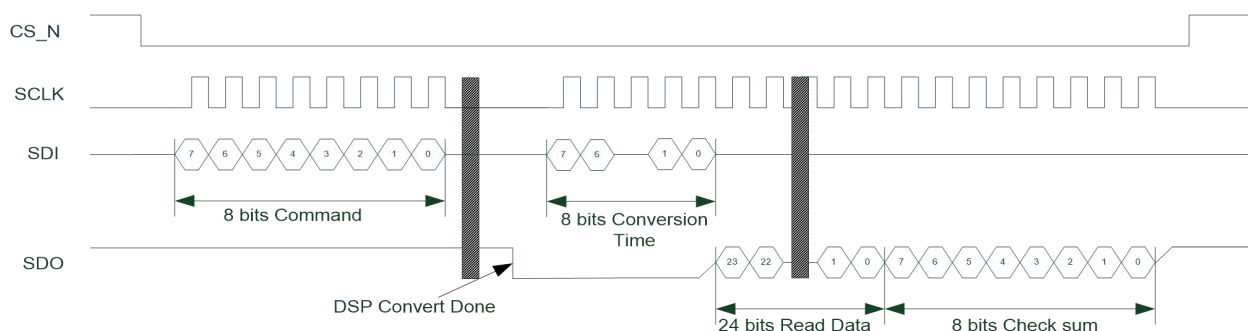 CS_N
SCLK
SDI
7 6 5 4 3 2 1 0
7 6 1 0
8 bits Command
8 bits Conversion
Time
SDO
23 22 1 0
7 6 5 4 3 2 1 0
DSP Convert Done
24 bits Read Data
8 bits Check sum